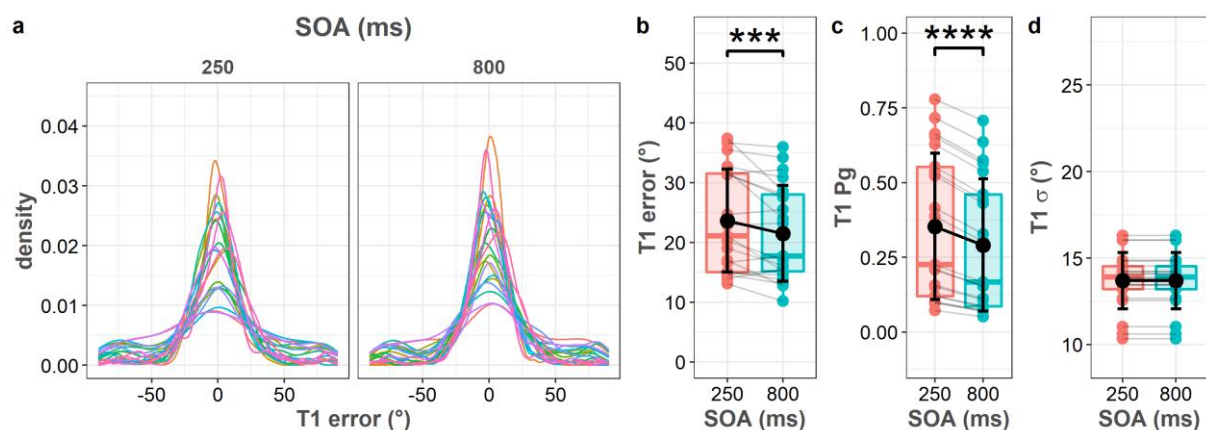 a
SOA (ms)
250
800
density
0.04
0.03
0.02
0.01
0.00
-50
0
50
-50
0
50
T1 error (°)
b
***
T1 error (°)
50
40
30
20
10
0
250
800
SOA (ms)
c
****
T1 Pg
1.00
0.75
0.50
0.25
0.00
250
800
SOA (ms)
d
T1 σ (°)
25
20
15
10
250
800
SOA (ms)